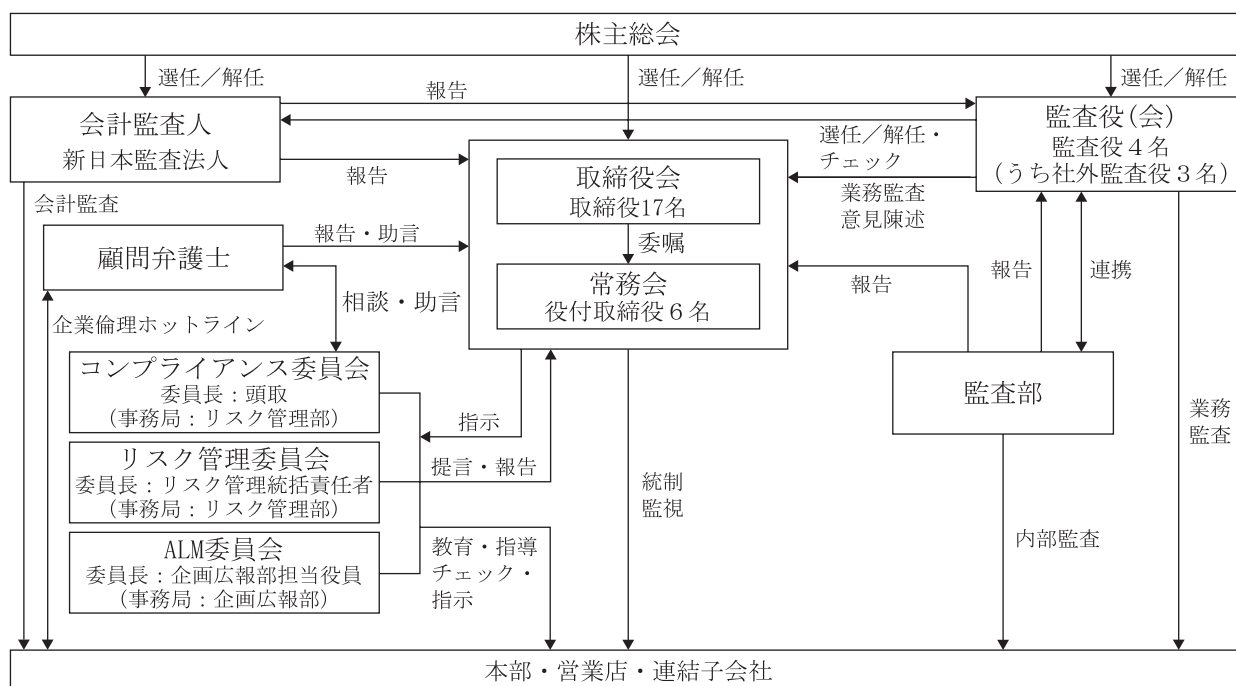 株主総会
選任／解任
選任／解任
選任／解任
会計監査人
新日本監査法人
報告
監査役(会)
監査役４名
(うち社外監査役３名)
選任／解任・
チェック
報告
取締役会
取締役17名
業務監査
意見陳述
会計監査
顧問弁護士
報告・助言
委嘱
常務会
役付取締役６名
報告
報告
連携
相談・助言
企業倫理ホットライン
コンプライアンス委員会
委員長：頭取
(事務局：リスク管理部)
監査部
指示
業務
監査
リスク管理委員会
委員長：リスク管理統括責任者
(事務局：リスク管理部)
提言・報告
統制
監視
ALM委員会
委員長：企画広報部担当役員
(事務局：企画広報部)
教育・指導
チェック・
指示
内部監査
本部・営業店・連結子会社